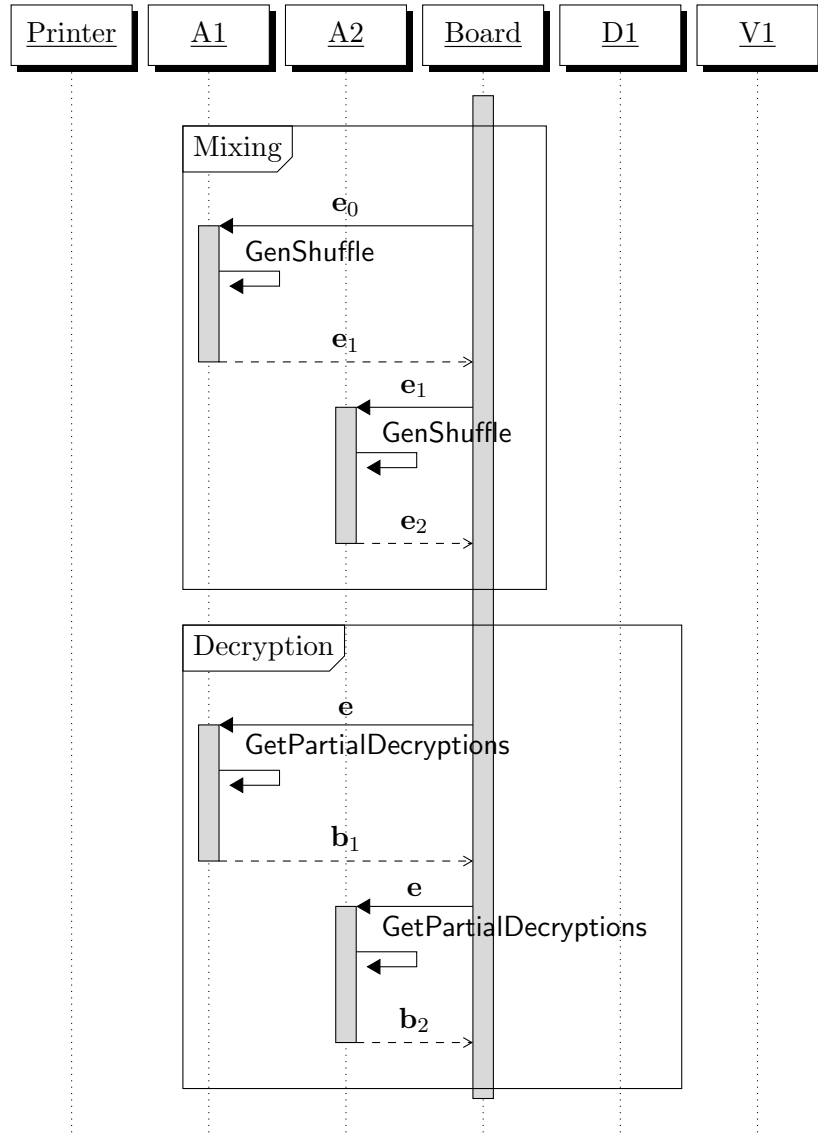 Printer A1 A2 Board D1 V1
Mixing
e₀
GenShuffle
e₁
e₁
GenShuffle
e₂
Decryption
e
GetPartialDecryptions
b₁
e
GetPartialDecryptions
b₂